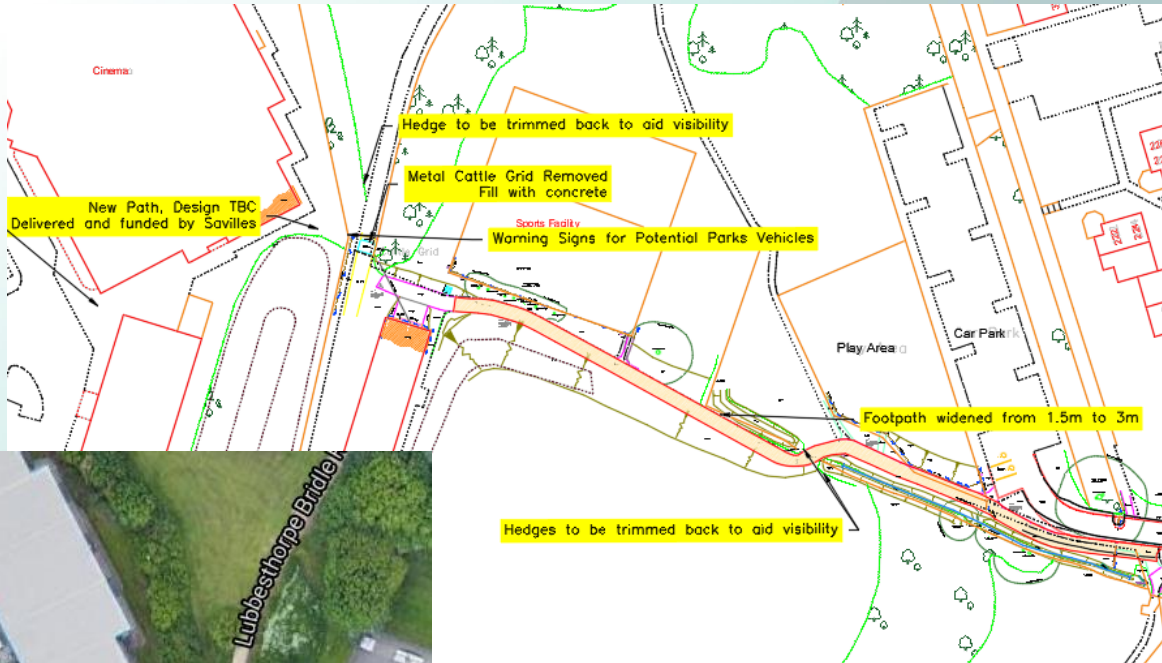 Cinema
Hedge to be trimmed back to aid visibility
Metal Cattle Grid Removed
Fill with concrete
New Path, Design TBC
Delivered and funded by Savilles
Sports Facility
Warning Signs for Potential Parks Vehicles
Grid
Car Park
Play Area
Footpath widened from 1.5m to 3m
Hedges to be trimmed back to aid visibility
Lubbesthorpe Bridle